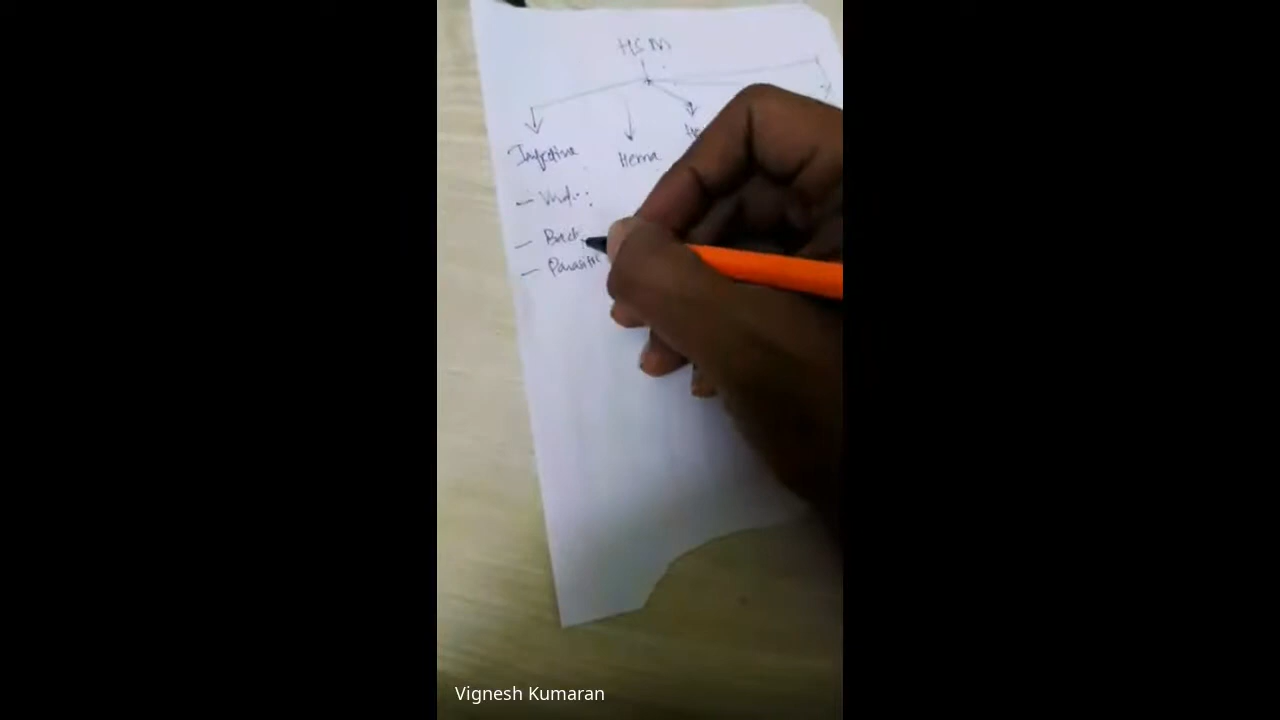 HSM
Infective
Hema
- Viral :
- Bact
- Parasitic
Vignesh Kumaran